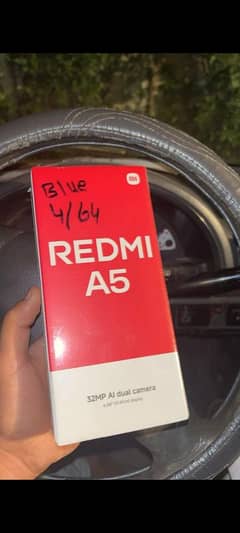 Blue
4/64
mi
REDMI
A5
32MP AI dual camera